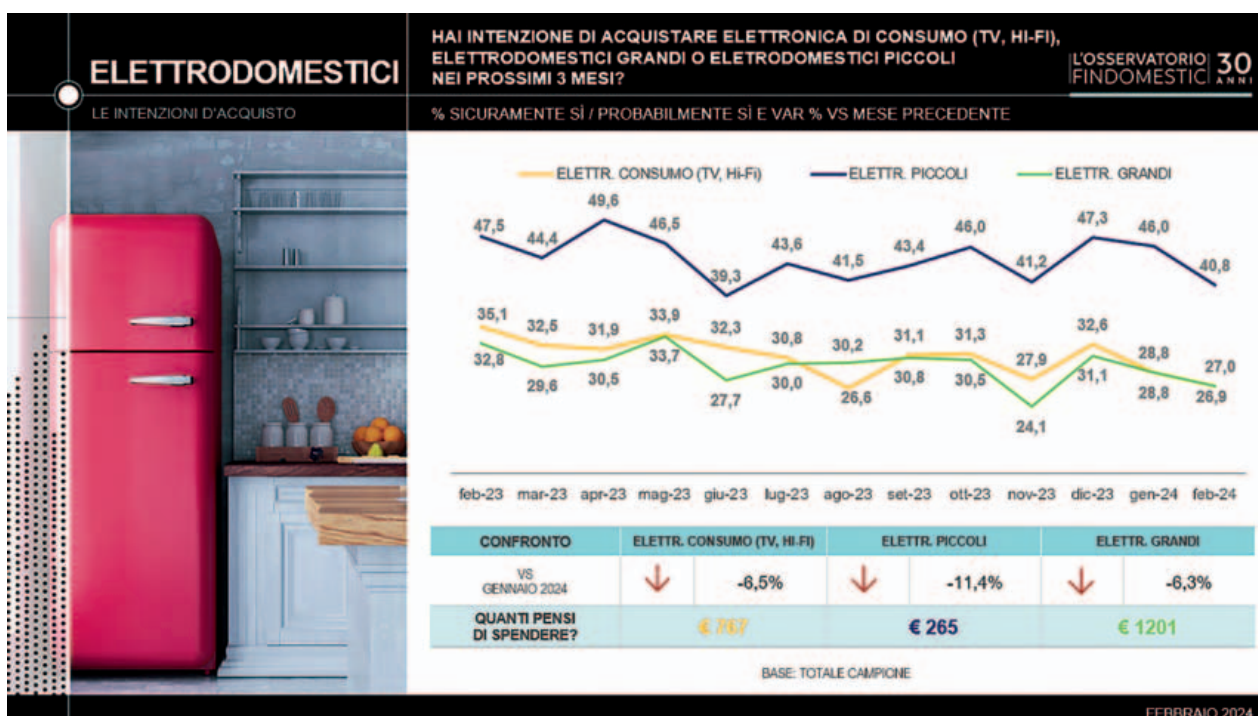 ELETTRODOMESTICI
LE INTENZIONI D'ACQUISTO
HAI INTENZIONE DI ACQUISTARE ELETTRONICA DI CONSUMO (TV, HI-FI),
ELETTRODOMESTICI GRANDI O ELETRODOMESTICI PICCOLI
NEI PROSSIMI 3 MESI?
L'OSSERVATORIO
FINDOMESTIC
30
ANNI
% SICURAMENTE SÌ / PROBABILMENTE SÌ E VAR % VS MESE PRECEDENTE
ELETTR. CONSUMO (TV, Hi-Fi) ELETTR. PICCOLI ELETTR. GRANDI
47,5 44,4 49,6 46,5 39,3 43,6 41,5 43,4 46,0 41,2 47,3 46,0 40,8
35,1 32,5 31,9 33,9 32,3 30,8 30,2 31,1 31,3 27,9 32,6 28,8 27,0
32,8 29,6 30,5 33,7 27,7 30,0 26,6 30,8 30,5 24,1 31,1 28,8 26,9
feb-23 mar-23 apr-23 mag-23 giu-23 lug-23 ago-23 set-23 ott-23 nov-23 dic-23 gen-24 feb-24
CONFRONTO ELETTR. CONSUMO (TV, HI-FI) ELETTR. PICCOLI ELETTR. GRANDI
VS
GENNAIO 2024
-6,5% -11,4% -6,3%
QUANTI PENSI
DI SPENDERE?
€ € 265 € 1201
BASE: TOTALE CAMPIONE
FEBBRAIO 2024